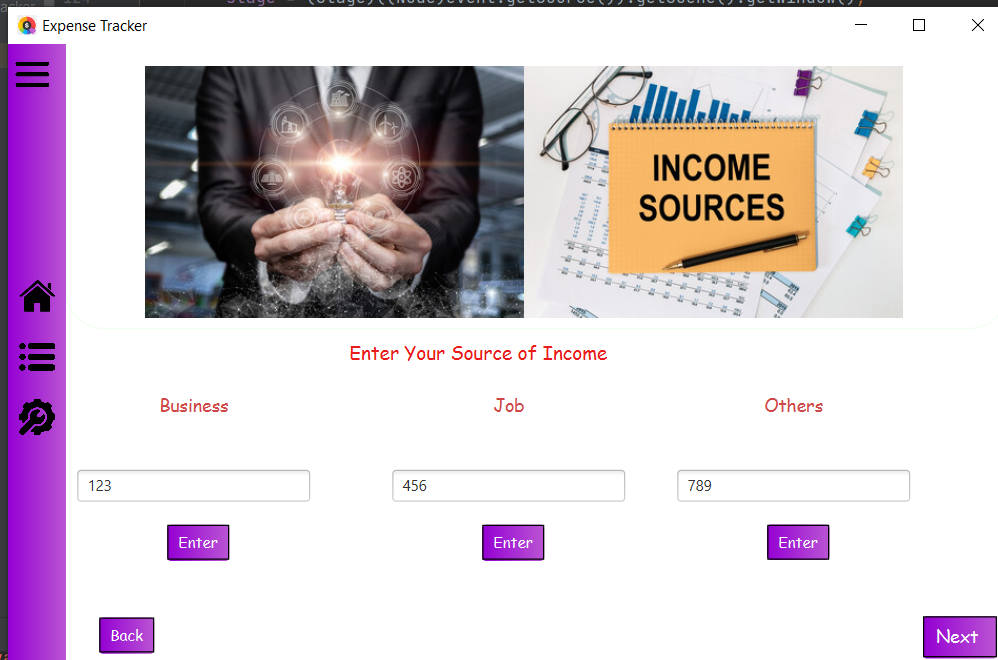 Expense Tracker
INCOME
SOURCES
Enter Your Source of Income
Business
Job
Others
123
456
789
Enter
Enter
Enter
Back
Next